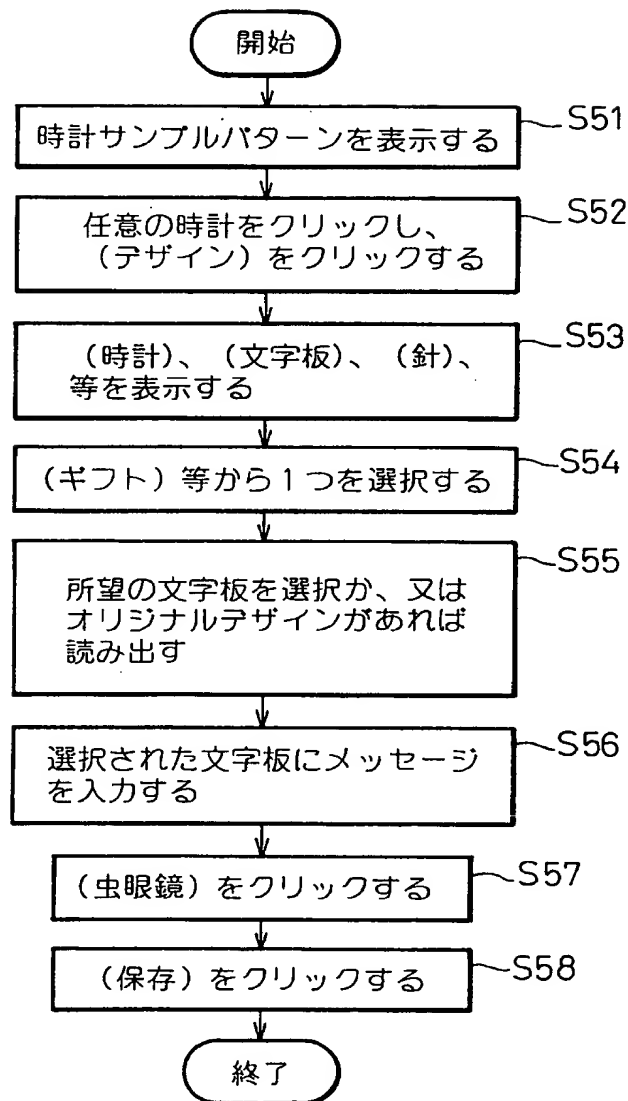 開始
時計サンプルパターンを表示する
S51
任意の時計をクリックし、
(デザイン)をクリックする
S52
(時計)、(文字板)、(針)、
等を表示する
S53
(ギフト)等から1つを選択する
S54
所望の文字板を選択か、又は
オリジナルデザインがあれば
読み出す
S55
選択された文字板にメッセージ
を入力する
S56
(虫眼鏡)をクリックする
S57
(保存)をクリックする
S58
終了